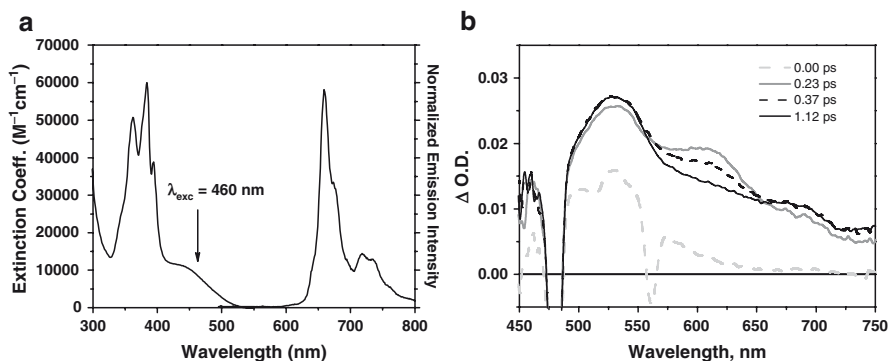 a
b
Extinction Coeff. (M⁻¹cm⁻¹)
70000
60000
50000
40000
30000
20000
10000
0
λexc = 460 nm
300 400 500 600 700 800
Wavelength (nm)
Normalized Emission Intensity
Δ O.D.
0.03
0.02
0.01
0.00
0.00 ps
0.23 ps
0.37 ps
1.12 ps
450 500 550 600 650 700 750
Wavelength, nm